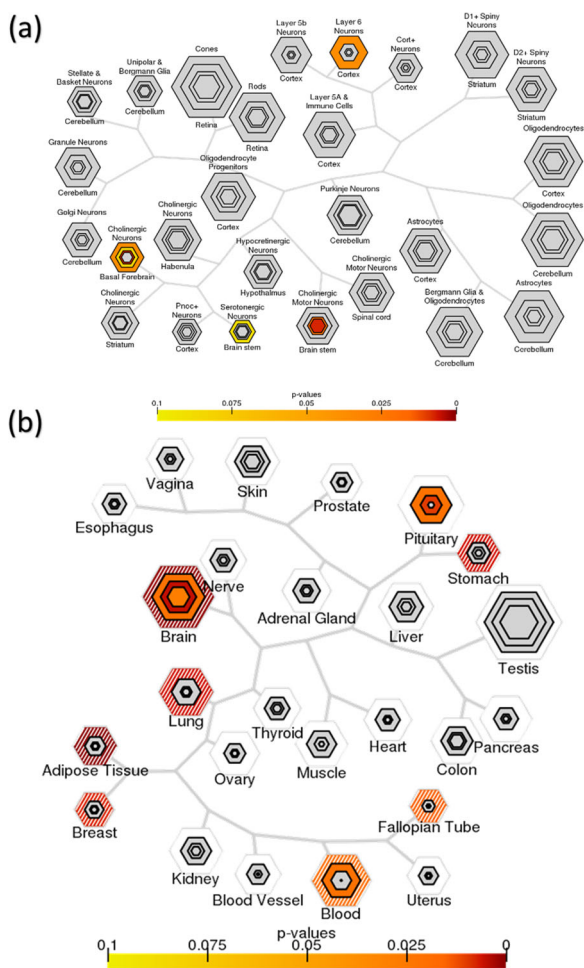 (a)
Stellate &
Basket Neurons
Cerebellum
Unipolar &
Bergmann Glia
Cerebellum
Cones
Retina
Rods
Retina
Layer 5b
Neurons
Cortex
Layer 6
Neurons
Cortex
Cort+
Neurons
Cortex
D1+ Spiny
Neurons
Striatum
D2+ Spiny
Neurons
Striatum
Layer 5A &
Immune Cells
Cortex
Granule Neurons
Cerebellum
Oligodendrocyte
Progenitors
Cortex
Oligodendrocytes
Cortex
Golgi Neurons
Cerebellum
Cholinergic
Neurons
Basal Forebrain
Cholinergic
Neurons
Habenula
Hypocretinergic
Neurons
Hypothalmus
Purkinje Neurons
Cerebellum
Astrocytes
Cortex
Oligodendrocytes
Cerebellum
Cholinergic
Neurons
Striatum
Pnoc+
Neurons
Cortex
Serotonergic
Neurons
Brain stem
Cholinergic
Motor Neurons
Brain stem
Cholinergic
Motor Neurons
Spinal cord
Bergmann Glia &
Oligodendrocytes
Cerebellum
Astrocytes
Cerebellum
p-values
0.1 0.075 0.05 0.025 0
(b)
Esophagus
Vagina
Skin
Prostate
Pituitary
Stomach
Brain
Nerve
Adrenal Gland
Liver
Testis
Lung
Thyroid
Heart
Pancreas
Adipose Tissue
Ovary
Muscle
Colon
Breast
Fallopian Tube
Kidney
Blood Vessel
Blood
Uterus
p-values
0.1 0.075 0.05 0.025 0